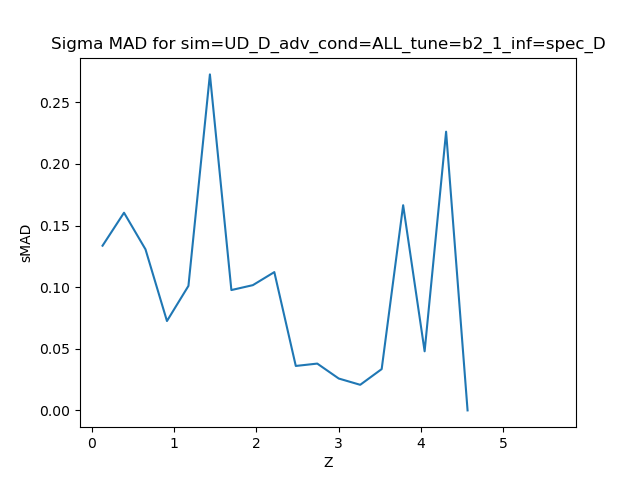 Sigma MAD for sim=UD_D_adv_cond=ALL_tune=b2_1_inf=spec_D
0.25
0.20
0.15
0.10
0.05
0.00
sMAD
0 1 2 3 4 5
Z